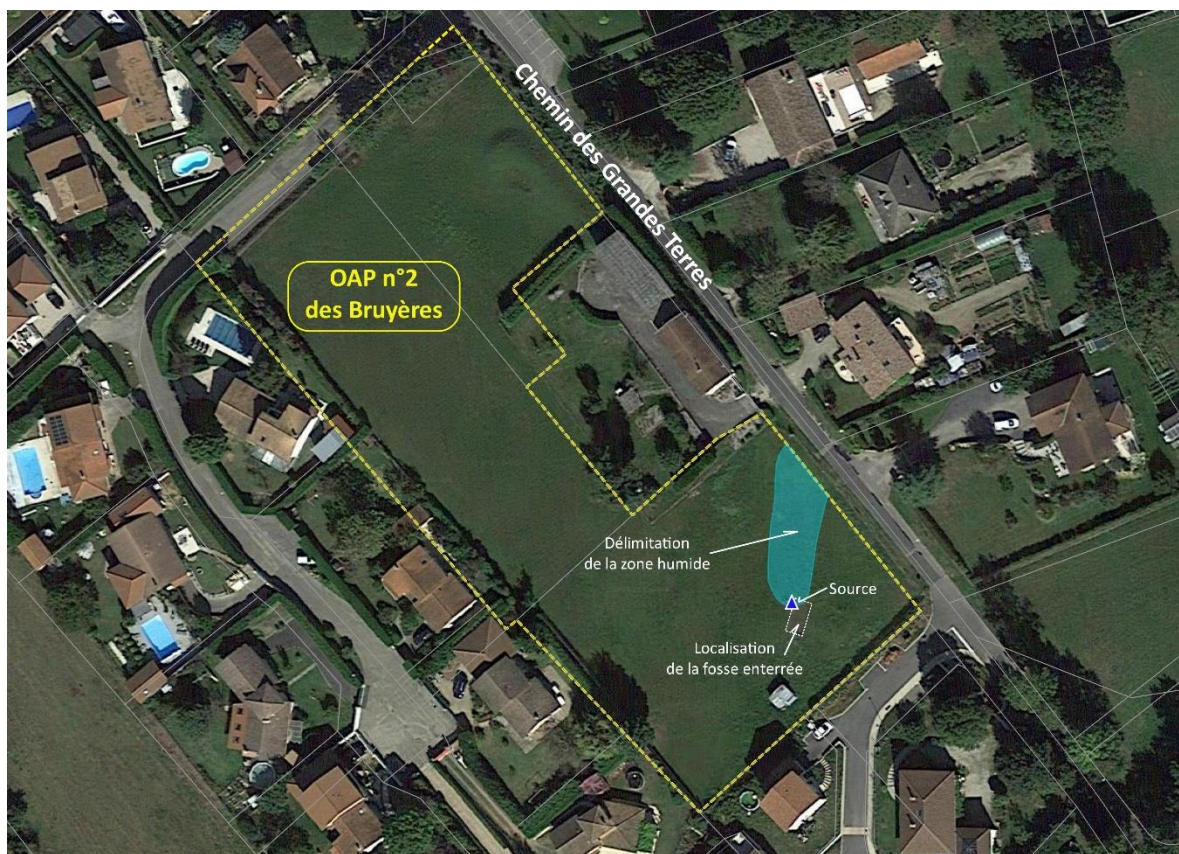 Chemin des Grandes Terres
OAP n°2
des Bruyères
Délimitation
de la zone humide
Source
Localisation
de la fosse enterrée